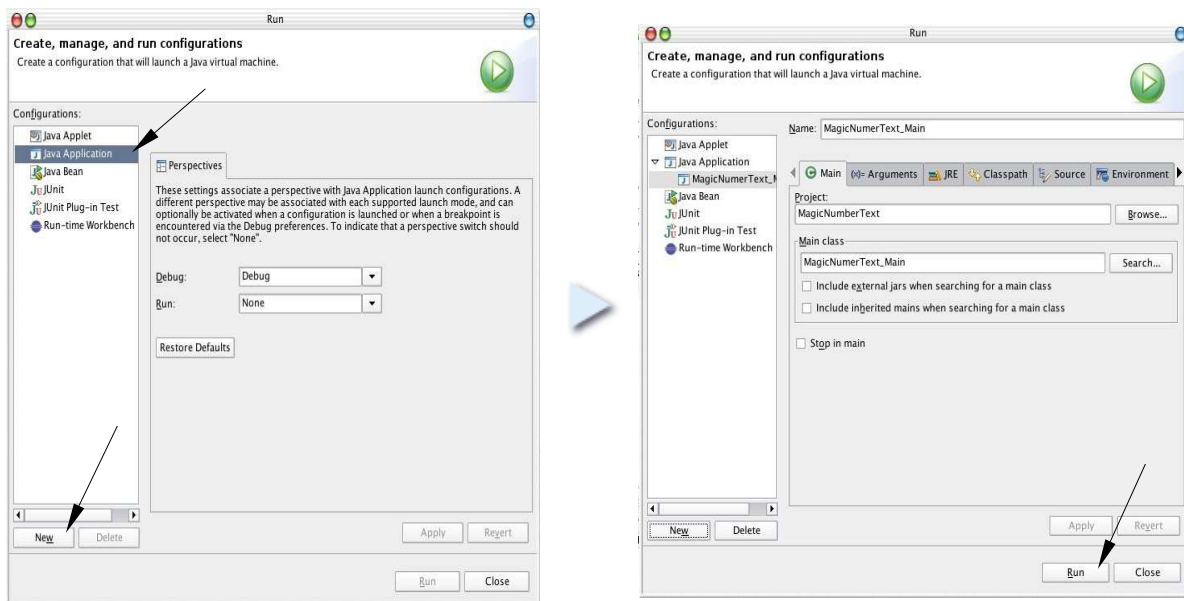 Run
Create, manage, and run configurations
Create a configuration that will launch a Java virtual machine.
Configurations:
Java Applet
Java Application
Java Bean
JUnit
JUnit Plug-in Test
Run-time Workbench
Perspectives
These settings associate a perspective with Java Application launch configurations. A
different perspective may be associated with each supported launch mode, and can
optionally be activated when a configuration is launched or when a breakpoint is
encountered via the Debug preferences. To indicate that a perspective switch should
not occur, select "None".
Debug: Debug
Run: None
Restore Defaults
New Delete
Apply Revert
Run Close
Run
Create, manage, and run configurations
Create a configuration that will launch a Java virtual machine.
Configurations:
Java Applet
Java Application
MagicNumerText_M
Java Bean
JUnit
JUnit Plug-in Test
Run-time Workbench
Name: MagicNumerText_Main
Main (x)= Arguments JRE Classpath Source Environment
Project:
MagicNumberText Browse...
Main class
MagicNumerText_Main Search...
Include external jars when searching for a main class
Include inherited mains when searching for a main class
Stop in main
New Delete
Apply Revert
Run Close